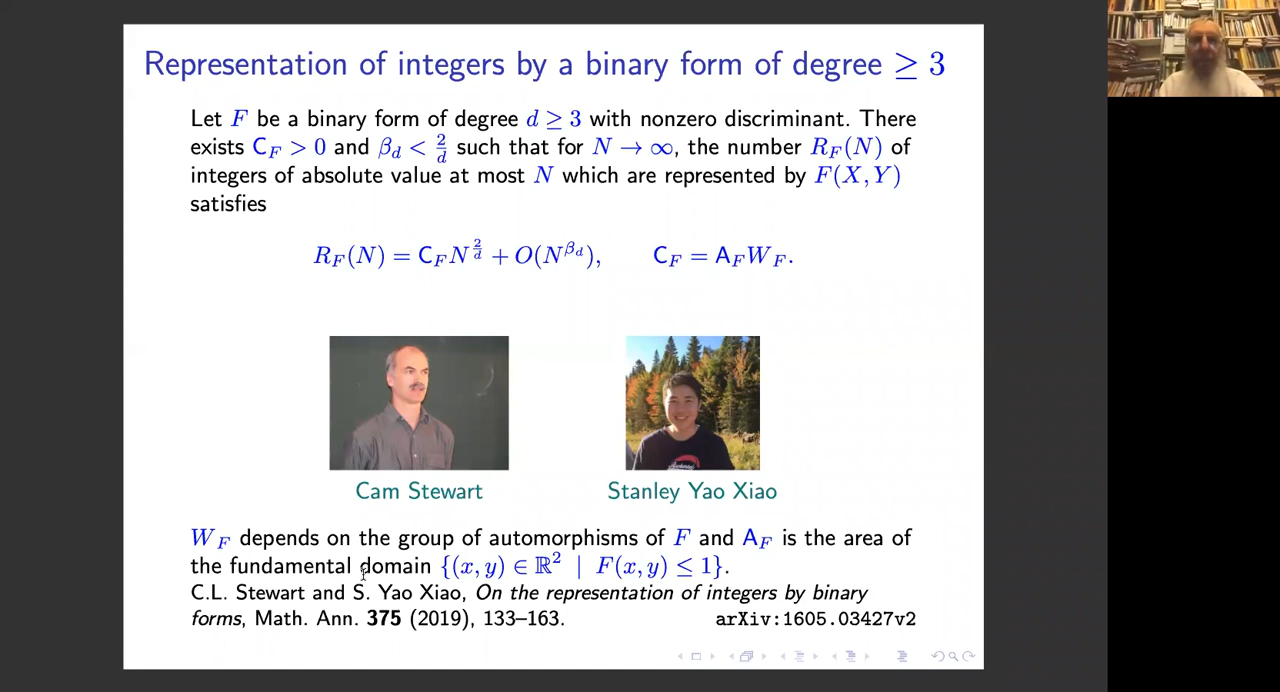 Representation of integers by a binary form of degree ≥ 3
Let F be a binary form of degree d ≥ 3 with nonzero discriminant. There
exists C_F > 0 and β_d < 2/d such that for N → ∞, the number R_F(N) of
integers of absolute value at most N which are represented by F(X, Y)
satisfies
R_F(N) = C_F N^{2/d} + O(N^{β_d}), C_F = A_F W_F.
Cam Stewart
Stanley Yao Xiao
W_F depends on the group of automorphisms of F and A_F is the area of
the fundamental domain {(x, y) ∈ ℝ² | F(x, y) ≤ 1}.
C.L. Stewart and S. Yao Xiao, On the representation of integers by binary
forms, Math. Ann. 375 (2019), 133–163. arXiv:1605.03427v2